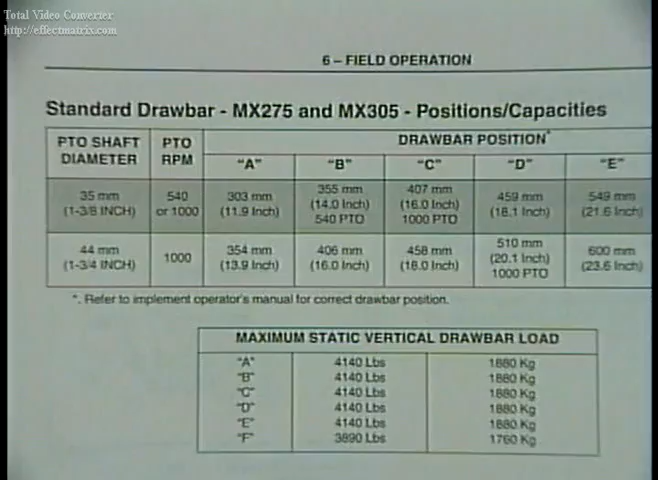 Total Video Converter
http://effectmatrix.com
6 – FIELD OPERATION
Standard Drawbar - MX275 and MX305 - Positions/Capacities
PTO SHAFT DIAMETER PTO RPM DRAWBAR POSITION*
"A" "B" "C" "D" "E"
35 mm 540 303 mm 355 mm 407 mm 459 mm 549 mm
(1-3/8 INCH) or 1000 (11.9 Inch) (14.0 Inch) (16.0 Inch) (18.1 Inch) (21.6 Inch)
540 PTO 1000 PTO
44 mm 1000 354 mm 406 mm 458 mm 510 mm 600 mm
(1-3/4 INCH) (13.9 Inch) (16.0 Inch) (18.0 Inch) (20.1 Inch) (23.6 Inch)
1000 PTO
*. Refer to implement operator's manual for correct drawbar position.
MAXIMUM STATIC VERTICAL DRAWBAR LOAD
"A" 4140 Lbs 1880 Kg
"B" 4140 Lbs 1880 Kg
"C" 4140 Lbs 1880 Kg
"D" 4140 Lbs 1880 Kg
"E" 4140 Lbs 1880 Kg
"F" 3890 Lbs 1760 Kg